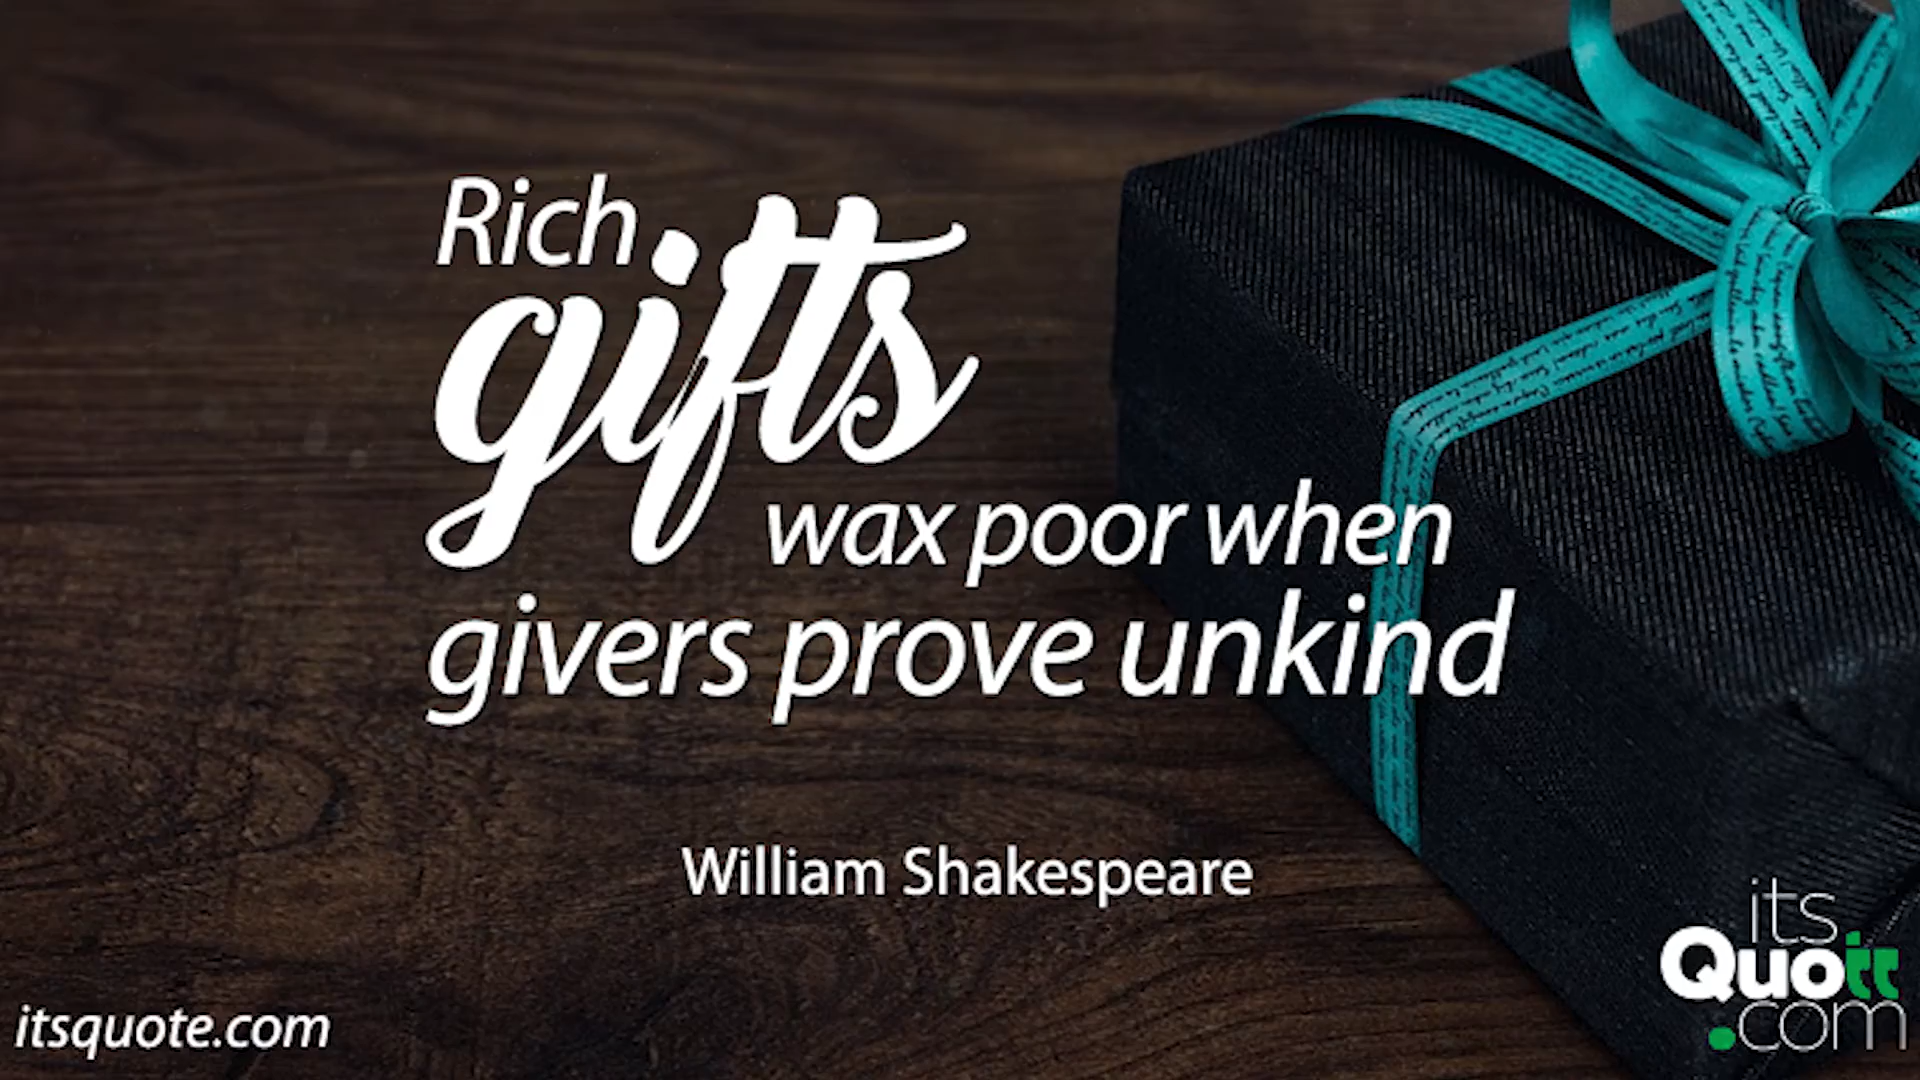 Rich
gifts
wax poor when
givers prove unkind
William Shakespeare
itsquote.com
its
Quott
.com